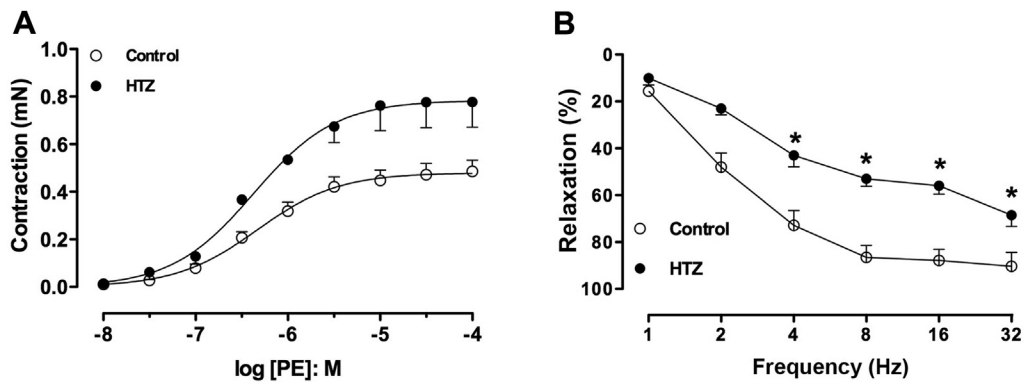 A
Control
HTZ
Contraction (mN)
1.0
0.8
0.6
0.4
0.2
0.0
-8
-7
-6
-5
-4
log [PE]: M
B
Relaxation (%)
0
20
40
60
80
100
*
*
*
*
Control
HTZ
1
2
4
8
16
32
Frequency (Hz)